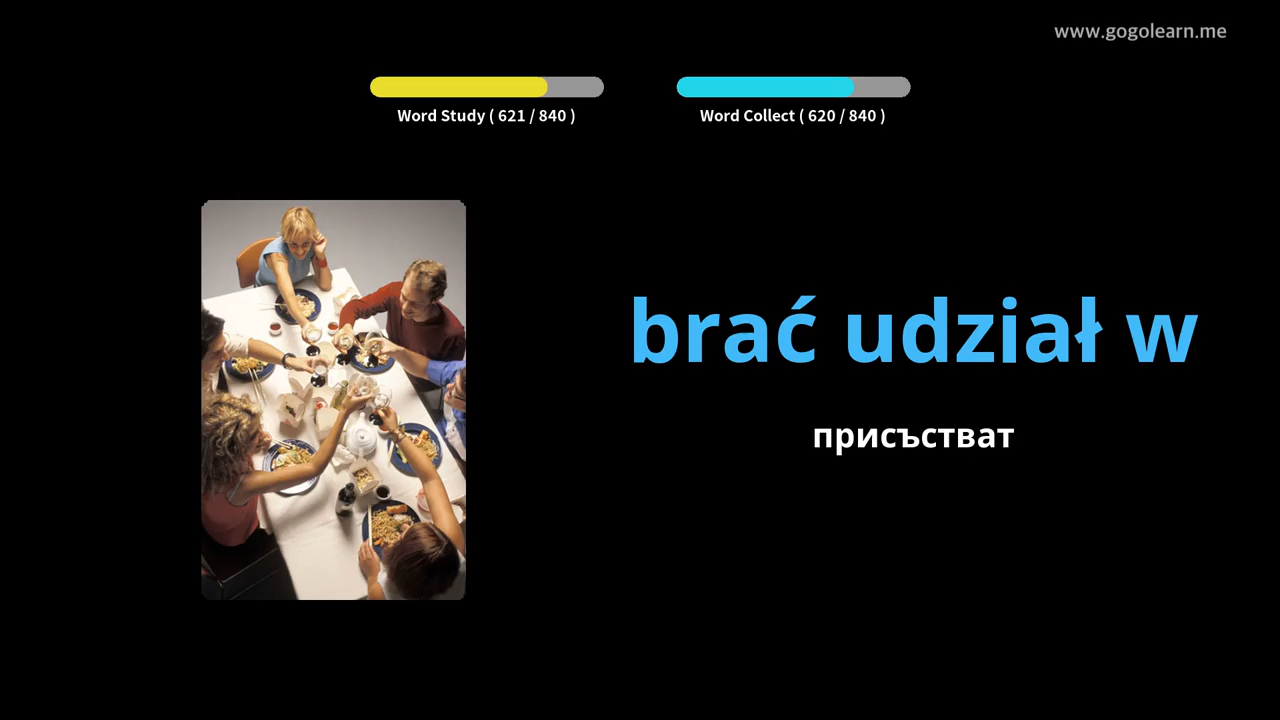 www.gogolearn.me
Word Study ( 621 / 840 )
Word Collect ( 620 / 840 )
brać udział w
присъстват